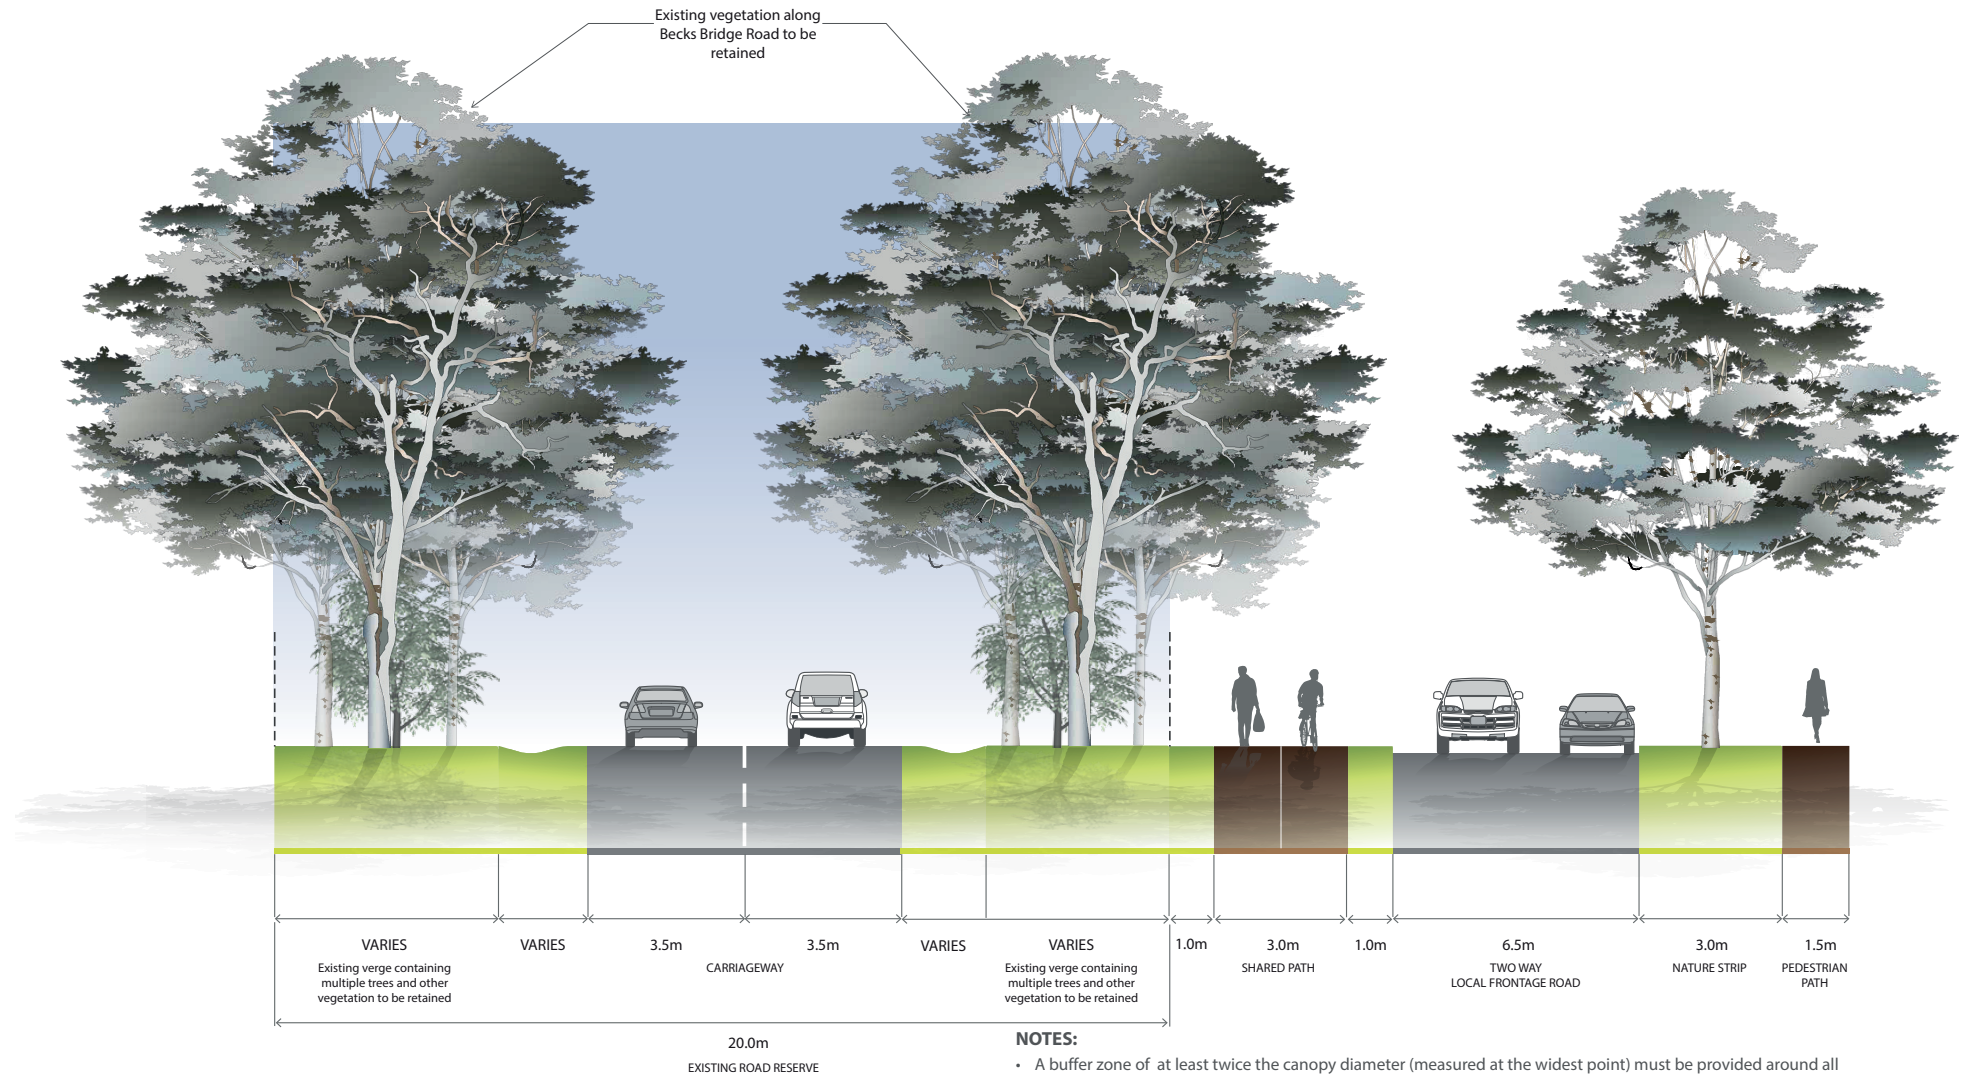 Existing vegetation along
Becks Bridge Road to be
retained
VARIES
Existing verge containing
multiple trees and other
vegetation to be retained
VARIES
3.5m
3.5m
CARRIAGEWAY
VARIES
VARIES
Existing verge containing
multiple trees and other
vegetation to be retained
1.0m
3.0m
SHARED PATH
1.0m
6.5m
TWO WAY
LOCAL FRONTAGE ROAD
3.0m
NATURE STRIP
1.5m
PEDESTRIAN
PATH
20.0m
EXISTING ROAD RESERVE
NOTES:
• A buffer zone of at least twice the canopy diameter (measured at the widest point) must be provided around all